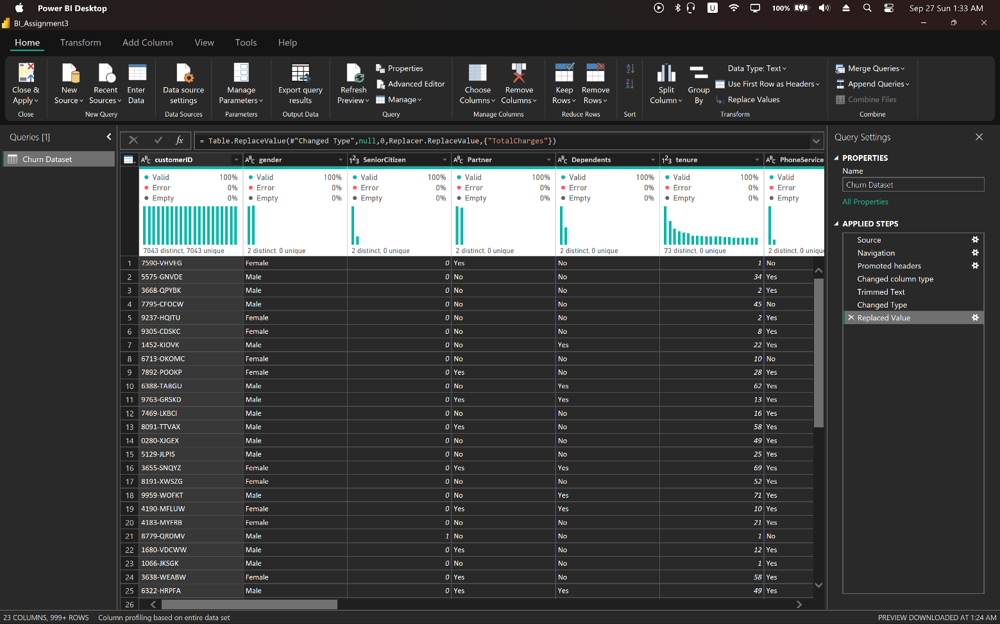 Power BI Desktop
U
100%
Sep 27 Sun 1:33 AM
BI_Assignment3
Home Transform Add Column View Tools Help
Close & Apply
New Source
Recent Sources
Enter Data
Data source settings
Manage Parameters
Export query results
Refresh Preview
Properties
Advanced Editor
Manage
Choose Columns
Remove Columns
Keep Rows
Remove Rows
Split Column
Group By
Data Type: Text
Use First Row as Headers
Replace Values
Merge Queries
Append Queries
Combine Files
Close New Query Data Sources Parameters Output Data Query Manage Columns Reduce Rows Sort Transform Combine
Queries [1]
Churn Dataset
fx = Table.ReplaceValue(#"Changed Type",null,0,Replacer.ReplaceValue,{"TotalCharges"})
ABC customerID ABC gender 123 SeniorCitizen ABC Partner ABC Dependents 123 tenure ABC PhoneService
Valid 100% Valid 100% Valid 100% Valid 100% Valid 100% Valid 100% Valid
Error 0% Error 0% Error 0% Error 0% Error 0% Error 0% Error
Empty 0% Empty 0% Empty 0% Empty 0% Empty 0% Empty 0% Empty
7043 distinct, 7043 unique 2 distinct, 0 unique 2 distinct, 0 unique 2 distinct, 0 unique 2 distinct, 0 unique 73 distinct, 0 unique 2 distinct, 0 uniqu
1 7590-VHVEG Female 0 Yes No 1 No
2 5575-GNVDE Male 0 No No 34 Yes
3 3668-QPYBK Male 0 No No 2 Yes
4 7795-CFOCW Male 0 No No 45 No
5 9237-HQITU Female 0 No No 2 Yes
6 9305-CDSKC Female 0 No No 8 Yes
7 1452-KIOVK Male 0 No Yes 22 Yes
8 6713-OKOMC Female 0 No No 10 No
9 7892-POOKP Female 0 Yes No 28 Yes
10 6388-TABGU Male 0 No Yes 62 Yes
11 9763-GRSKD Male 0 Yes Yes 13 Yes
12 7469-LKBCI Male 0 No No 16 Yes
13 8091-TTVAX Male 0 Yes No 58 Yes
14 0280-XJGEX Male 0 No No 49 Yes
15 5129-JLPIS Male 0 No No 25 Yes
16 3655-SNQYZ Female 0 Yes Yes 69 Yes
17 8191-XWSZG Female 0 No No 52 Yes
18 9959-WOFKT Male 0 No Yes 71 Yes
19 4190-MFLUW Female 0 Yes Yes 10 Yes
20 4183-MYFRB Female 0 No No 21 Yes
21 8779-QRDMV Male 1 No No 1 No
22 1680-VDCWW Male 0 Yes No 12 Yes
23 1066-JKSGK Male 0 No No 1 Yes
24 3638-WEABW Female 0 Yes No 58 Yes
25 6322-HRPFA Male 0 Yes Yes 49 Yes
26
Query Settings
PROPERTIES
Name
Churn Dataset
All Properties
APPLIED STEPS
Source
Navigation
Promoted headers
Changed column type
Trimmed Text
Changed Type
Replaced Value
23 COLUMNS, 999+ ROWS Column profiling based on entire data set
PREVIEW DOWNLOADED AT 1:24 AM